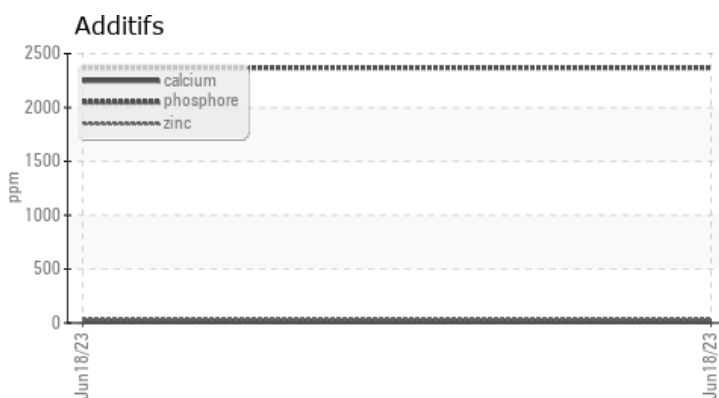 Additifs
2500
calcium
phosphore
2000
zinc
1500
ppm
1000
500
0
Jun18/23
Jun18/23